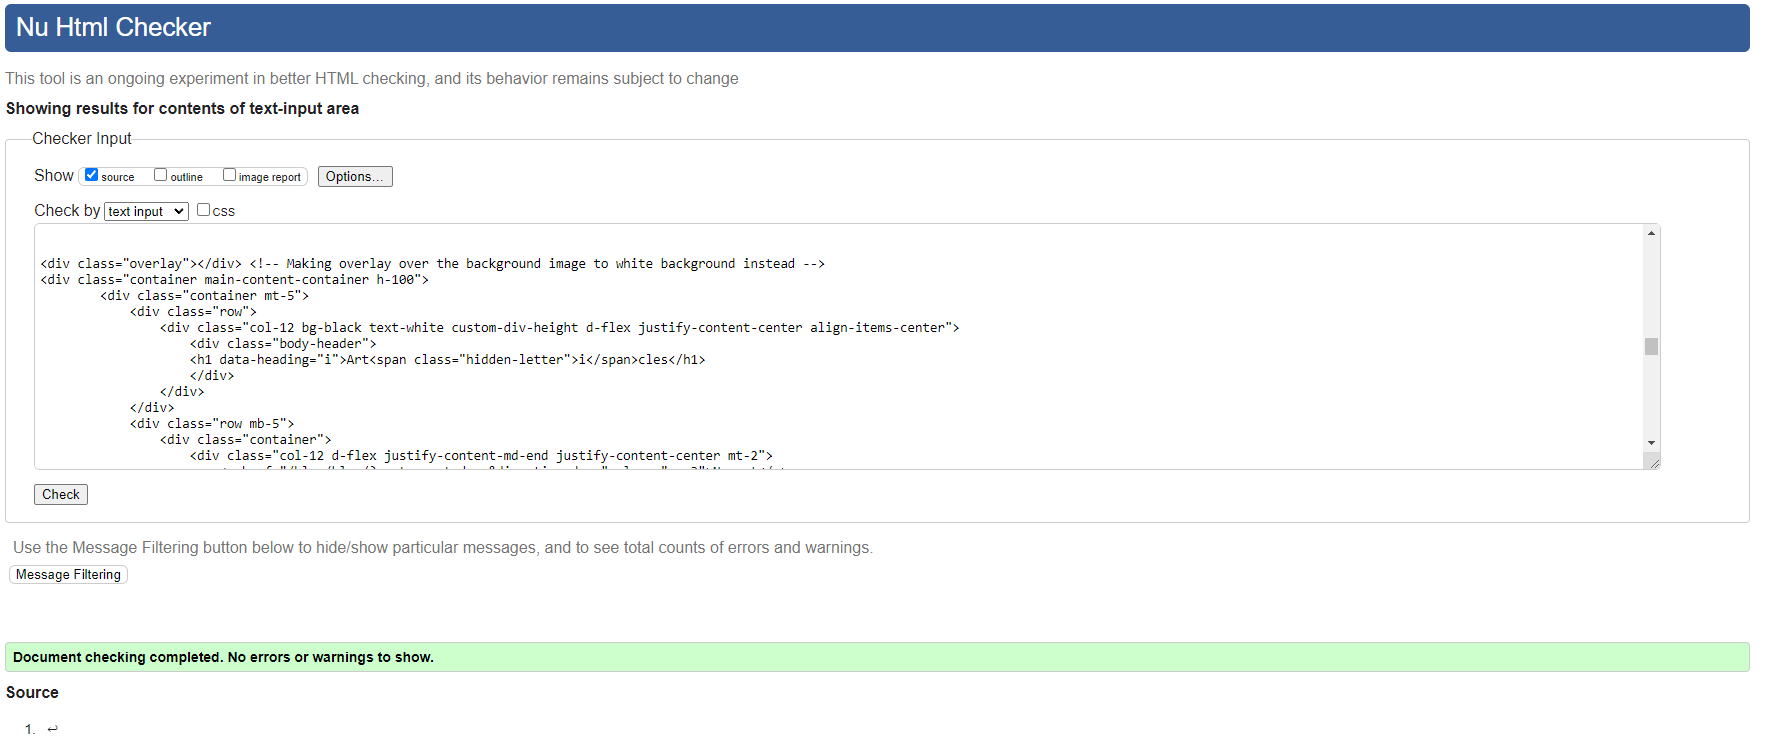 Nu Html Checker
This tool is an ongoing experiment in better HTML checking, and its behavior remains subject to change
Showing results for contents of text-input area
Checker Input
Show source outline image report Options...
Check by text input css
<div class="overlay"></div> <!-- Making overlay over the background image to white background instead -->
<div class="container main-content-container h-100">
<div class="container mt-5">
<div class="row">
<div class="col-12 bg-black text-white custom-div-height d-flex justify-content-center align-items-center">
<div class="body-header">
<h1 data-heading="i">Art<span class="hidden-letter">i</span>cles</h1>
</div>
</div>
</div>
<div class="row mb-5">
<div class="container">
<div class="col-12 d-flex justify-content-md-end justify-content-center mt-2">
Check
Use the Message Filtering button below to hide/show particular messages, and to see total counts of errors and warnings.
Message Filtering
Document checking completed. No errors or warnings to show.
Source
1. ↩